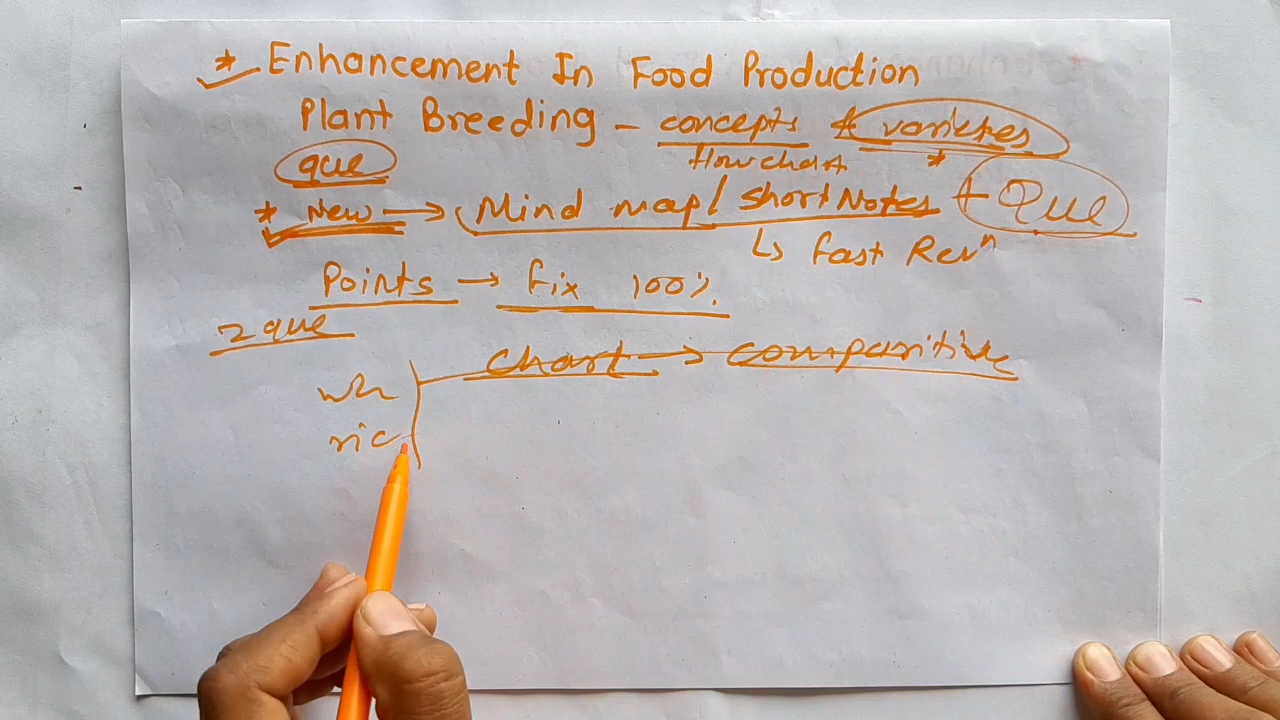 * Enhancement In Food Production
Plant Breeding - concepts & varieties
que flowchart *
* New → Mind map / Short Notes + Que
↳ fast Revⁿ
Points → fix 100%.
2 que
chart → comparitive
wh
ric